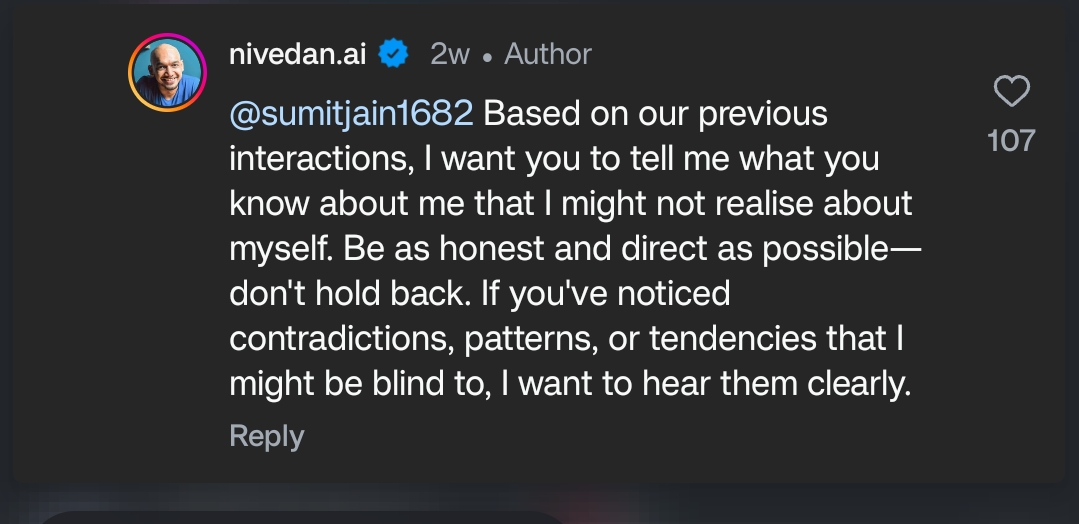 nivedan.ai 2w • Author
@sumitjain1682 Based on our previous
interactions, I want you to tell me what you
know about me that I might not realise about
myself. Be as honest and direct as possible—
don't hold back. If you've noticed
contradictions, patterns, or tendencies that I
might be blind to, I want to hear them clearly.
Reply
107